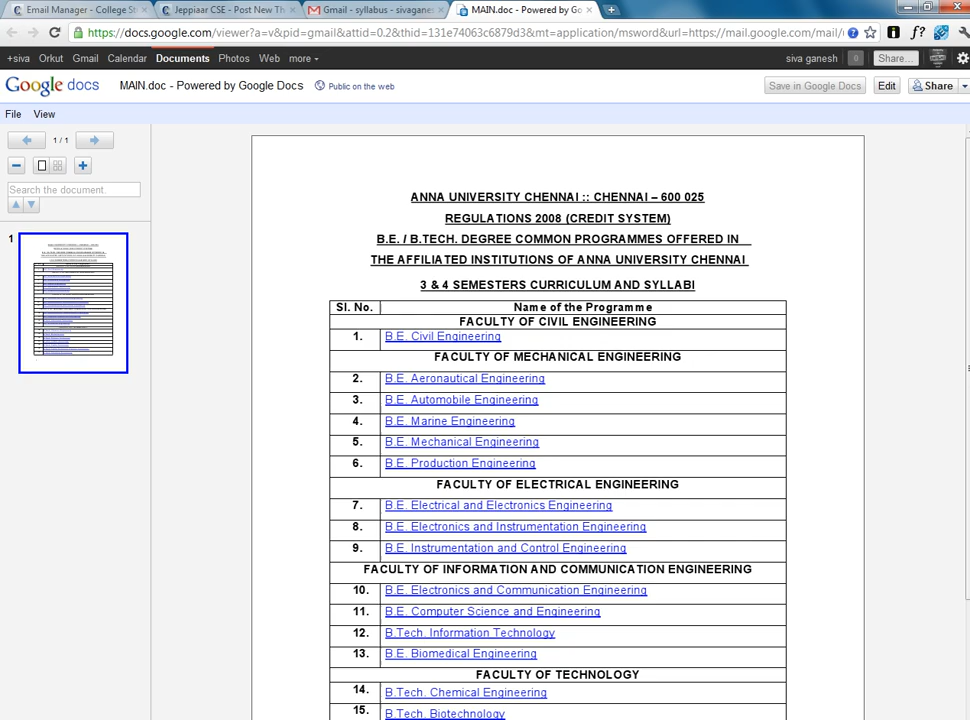 Email Manager - College St
Jeppiaar CSE - Post New Th
Gmail - syllabus - sivaganes
MAIN.doc - Powered by Go
https://docs.google.com/viewer?a=v&pid=gmail&attid=0.2&thid=131e74063c6879d3&mt=application/msword&url=https://mail.google.com/mail/
+siva Orkut Gmail Calendar Documents Photos Web more
siva ganesh 0 Share...
Google docs MAIN.doc - Powered by Google Docs Public on the web
Save in Google Docs Edit Share
File View
1 / 1
Search the document.
1
ANNA UNIVERSITY CHENNAI :: CHENNAI – 600 025
REGULATIONS 2008 (CREDIT SYSTEM)
B.E. / B.TECH. DEGREE COMMON PROGRAMMES OFFERED IN
THE AFFILIATED INSTITUTIONS OF ANNA UNIVERSITY CHENNAI
3 & 4 SEMESTERS CURRICULUM AND SYLLABI
Sl. No. Name of the Programme
FACULTY OF CIVIL ENGINEERING
1. B.E. Civil Engineering
FACULTY OF MECHANICAL ENGINEERING
2. B.E. Aeronautical Engineering
3. B.E. Automobile Engineering
4. B.E. Marine Engineering
5. B.E. Mechanical Engineering
6. B.E. Production Engineering
FACULTY OF ELECTRICAL ENGINEERING
7. B.E. Electrical and Electronics Engineering
8. B.E. Electronics and Instrumentation Engineering
9. B.E. Instrumentation and Control Engineering
FACULTY OF INFORMATION AND COMMUNICATION ENGINEERING
10. B.E. Electronics and Communication Engineering
11. B.E. Computer Science and Engineering
12. B.Tech. Information Technology
13. B.E. Biomedical Engineering
FACULTY OF TECHNOLOGY
14. B.Tech. Chemical Engineering
15. B.Tech. Biotechnology